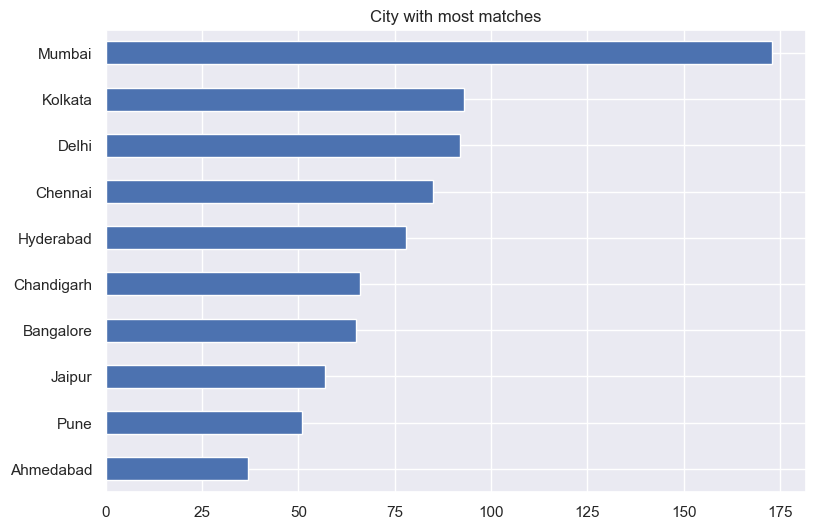 City with most matches
Mumbai
Kolkata
Delhi
Chennai
Hyderabad
Chandigarh
Bangalore
Jaipur
Pune
Ahmedabad
0 25 50 75 100 125 150 175